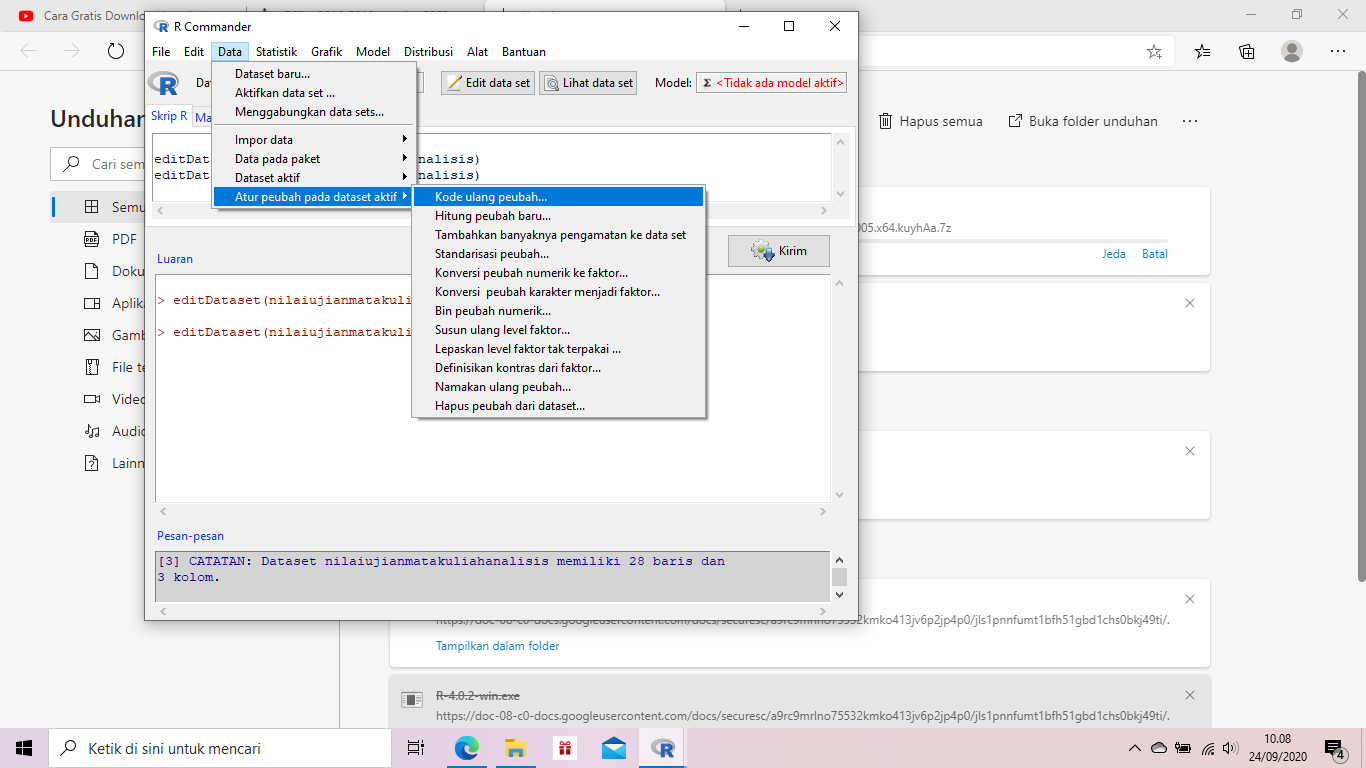 Cara Gratis Downlo
R Commander
File Edit Data Statistik Grafik Model Distribusi Alat Bantuan
Dat Edit data set Lihat data set Model: Σ <Tidak ada model aktif>
Dataset baru...
Aktifkan data set ...
Menggabungkan data sets...
Impor data
Data pada paket
Dataset aktif
Atur peubah pada dataset aktif
Kode ulang peubah...
Hitung peubah baru...
Tambahkan banyaknya pengamatan ke data set
Standarisasi peubah...
Konversi peubah numerik ke faktor...
Konversi peubah karakter menjadi faktor...
Bin peubah numerik...
Susun ulang level faktor...
Lepaskan level faktor tak terpakai ...
Definisikan kontras dari faktor...
Namakan ulang peubah...
Hapus peubah dari dataset...
Skrip R Ma
editDat nalisis)
editDat nalisis)
Kirim
Luaran
> editDataset(nilaiujianmatakuli
> editDataset(nilaiujianmatakuli
Pesan-pesan
[3] CATATAN: Dataset nilaiujianmatakuliahanalisis memiliki 28 baris dan
3 kolom.
Unduhan
Hapus semua Buka folder unduhan
Cari sem
Semu
PDF
Doku
Aplika
Gamb
File te
Video
Audio
Lainn
005.x64.kuyhAa.7z
Jeda Batal
https://doc-08-c0-docs.googleusercontent.com/docs/securesc/a9rc9mrlno75532kmko413jv6p2jp4p0/jls1pnnfumt1bfh51gbd1chs0bkj49ti/.
Tampilkan dalam folder
R-4.0.2-win.exe
https://doc-08-c0-docs.googleusercontent.com/docs/securesc/a9rc9mrlno75532kmko413jv6p2jp4p0/jls1pnnfumt1bfh51gbd1chs0bkj49ti/.
Ketik di sini untuk mencari
10.08
24/09/2020
4